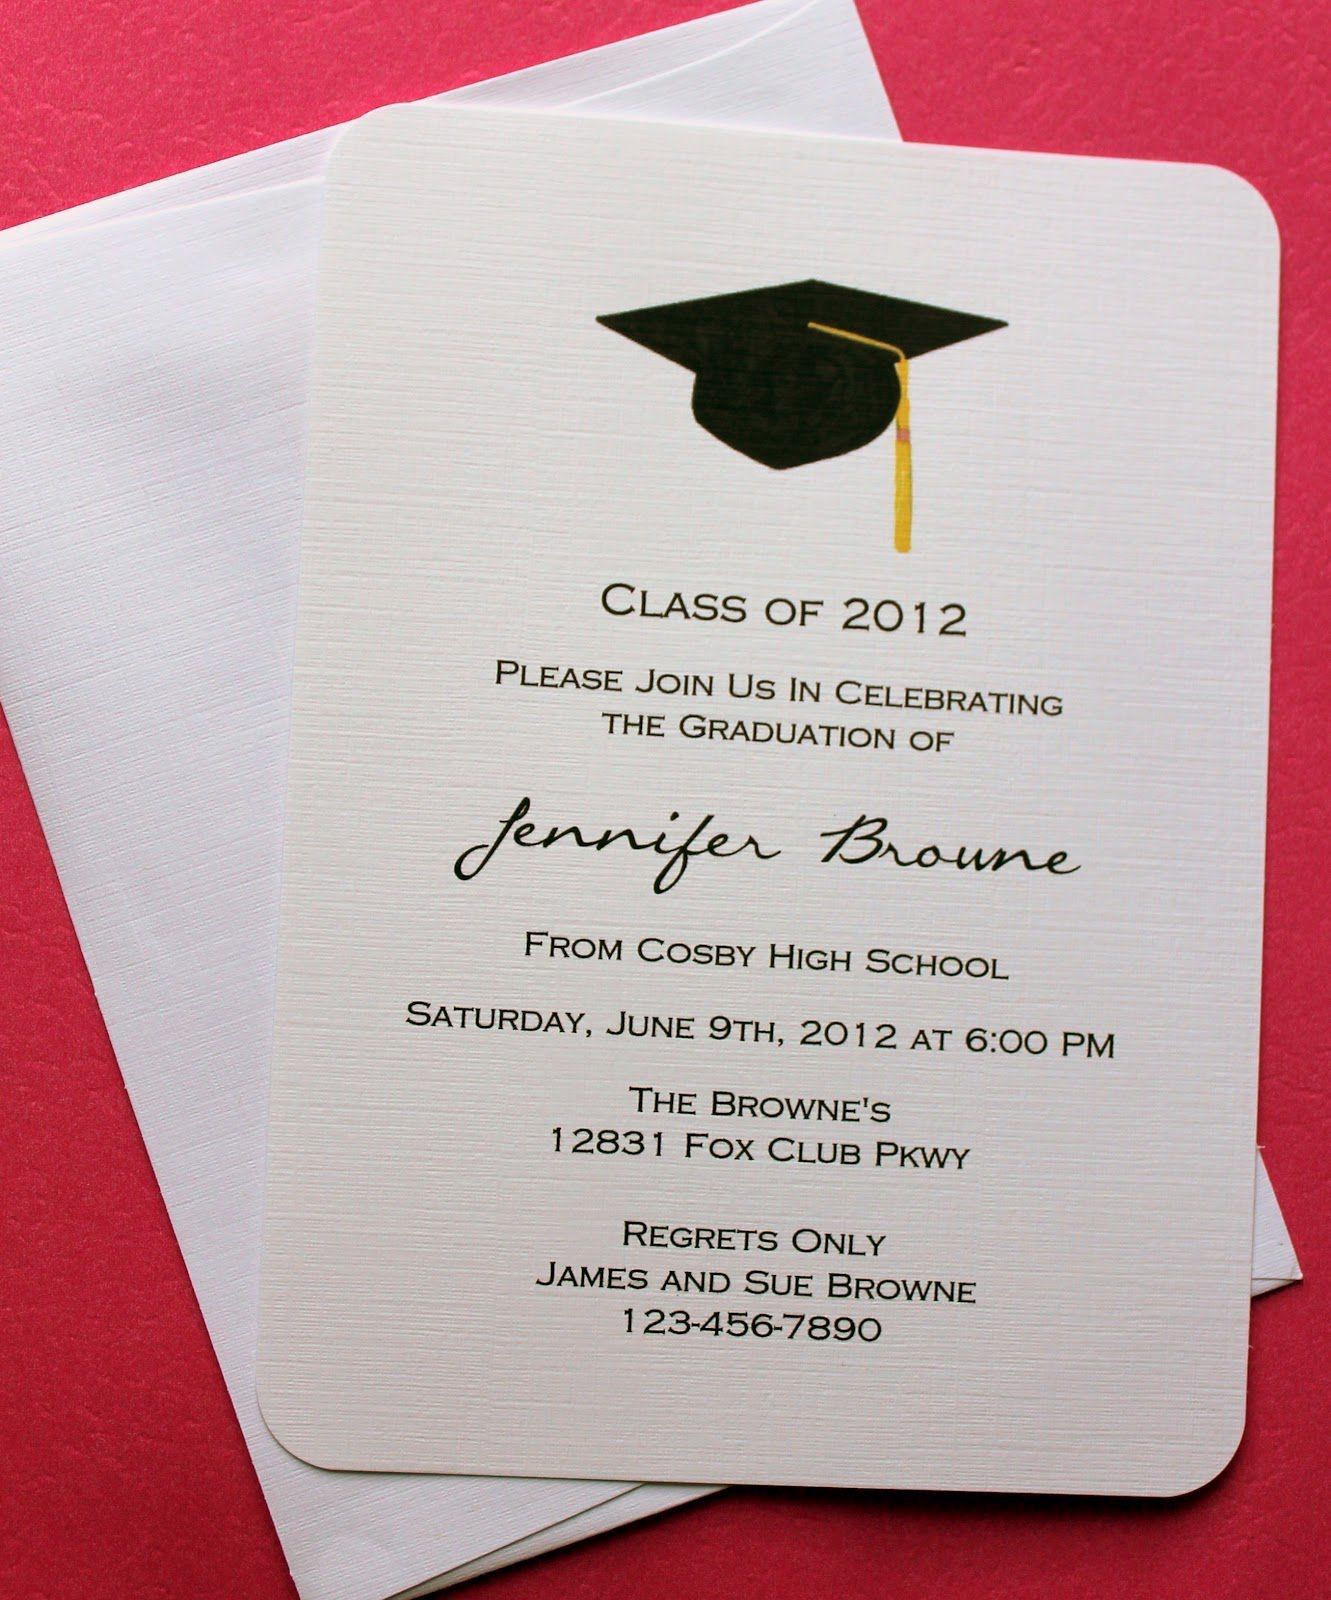 Class of 2012
Please Join Us In Celebrating
the Graduation of
Jennifer Browne
From Cosby High School
Saturday, June 9th, 2012 at 6:00 PM
The Browne's
12831 Fox Club Pkwy
Regrets Only
James and Sue Browne
123-456-7890